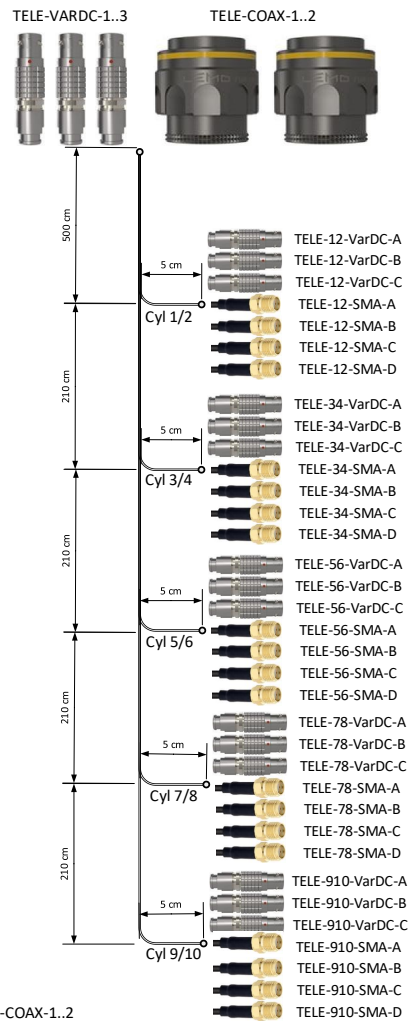 TELE-VARDC-1..3
TELE-COAX-1..2
LEMO
LEMO
500 cm
5 cm
Cyl 1/2
TELE-12-VarDC-A
TELE-12-VarDC-B
TELE-12-VarDC-C
TELE-12-SMA-A
TELE-12-SMA-B
TELE-12-SMA-C
TELE-12-SMA-D
210 cm
5 cm
Cyl 3/4
TELE-34-VarDC-A
TELE-34-VarDC-B
TELE-34-VarDC-C
TELE-34-SMA-A
TELE-34-SMA-B
TELE-34-SMA-C
TELE-34-SMA-D
210 cm
5 cm
Cyl 5/6
TELE-56-VarDC-A
TELE-56-VarDC-B
TELE-56-VarDC-C
TELE-56-SMA-A
TELE-56-SMA-B
TELE-56-SMA-C
TELE-56-SMA-D
210 cm
5 cm
Cyl 7/8
TELE-78-VarDC-A
TELE-78-VarDC-B
TELE-78-VarDC-C
TELE-78-SMA-A
TELE-78-SMA-B
TELE-78-SMA-C
TELE-78-SMA-D
210 cm
5 cm
Cyl 9/10
TELE-910-VarDC-A
TELE-910-VarDC-B
TELE-910-VarDC-C
TELE-910-SMA-A
TELE-910-SMA-B
TELE-910-SMA-C
TELE-910-SMA-D
-COAX-1..2